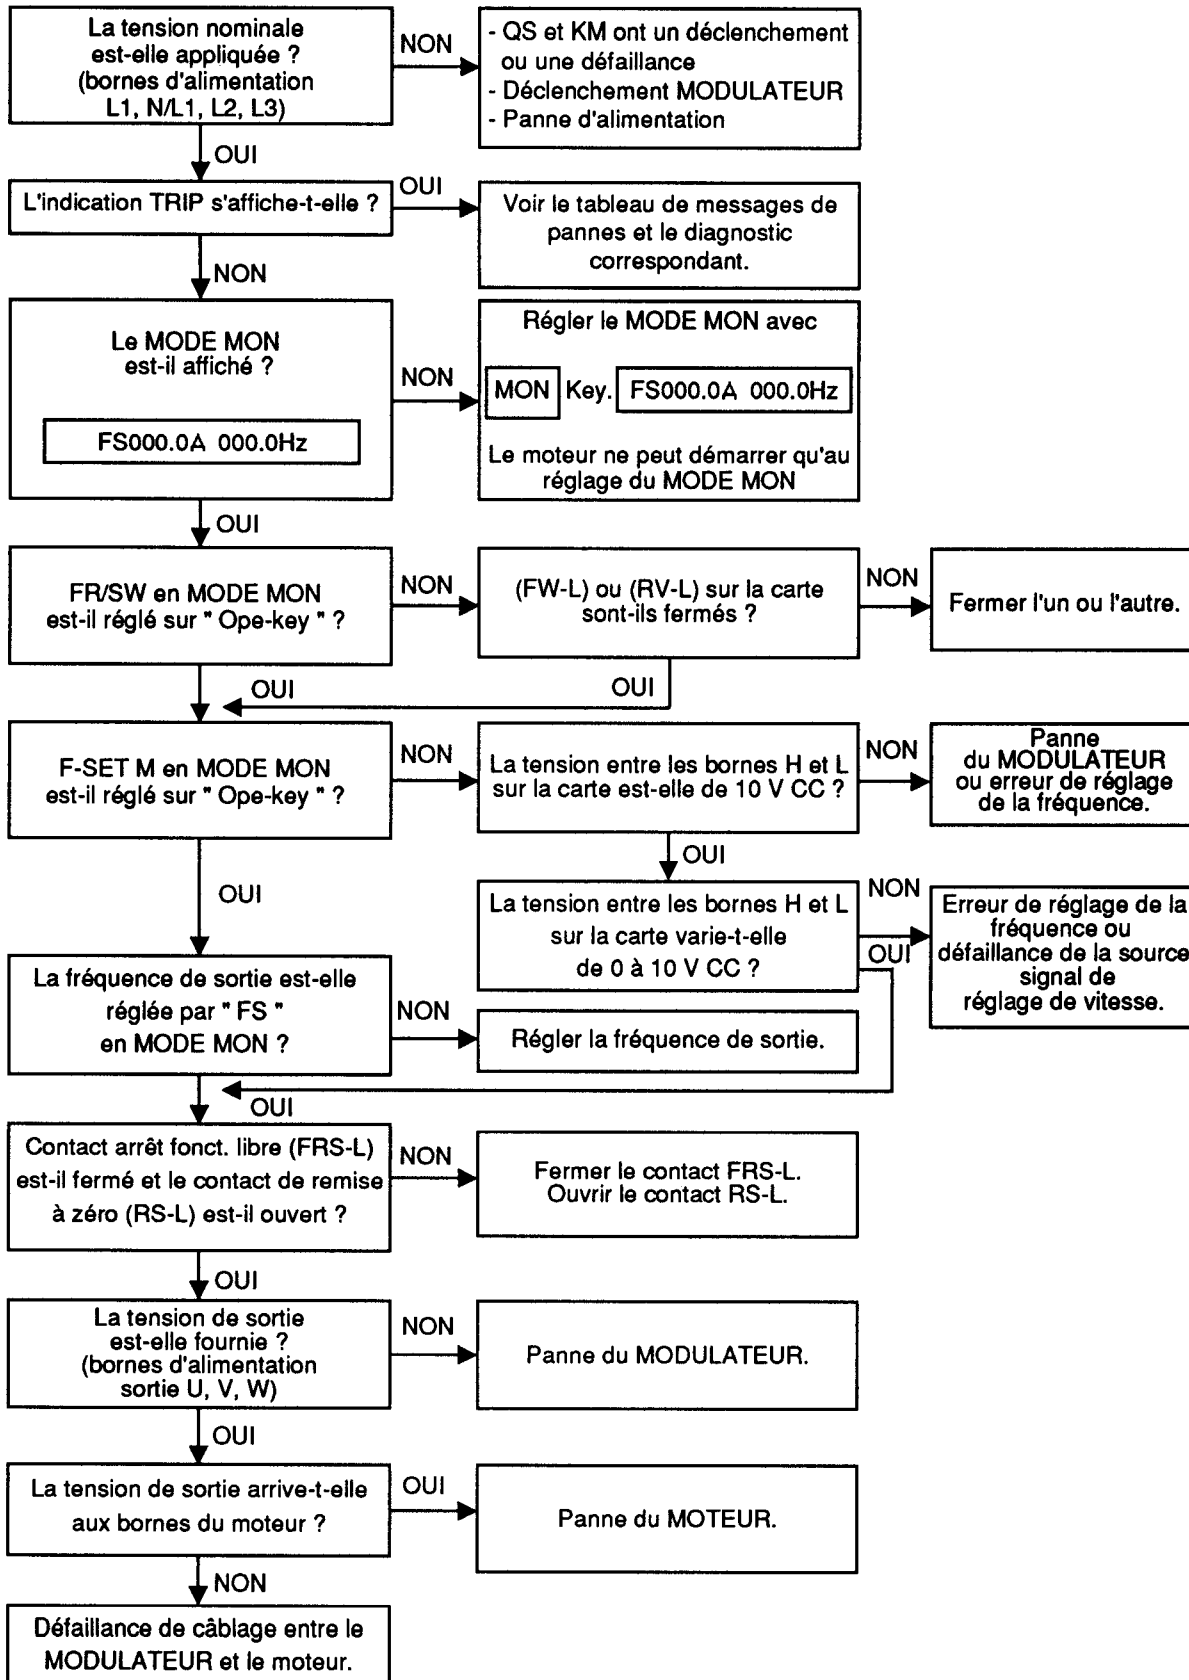 La tension nominale
est-elle appliquée ?
(bornes d'alimentation
L1, N/L1, L2, L3)
NON
- QS et KM ont un déclenchement
ou une défaillance
- Déclenchement MODULATEUR
- Panne d'alimentation
OUI
L'indication TRIP s'affiche-t-elle ?
OUI
Voir le tableau de messages de
pannes et le diagnostic
correspondant.
NON
Le MODE MON
est-il affiché ?
FS000.0A 000.0Hz
NON
Régler le MODE MON avec
MON Key. FS000.0A 000.0Hz
Le moteur ne peut démarrer qu'au
réglage du MODE MON
OUI
FR/SW en MODE MON
est-il réglé sur " Ope-key " ?
NON
(FW-L) ou (RV-L) sur la carte
sont-ils fermés ?
NON
Fermer l'un ou l'autre.
OUI
OUI
F-SET M en MODE MON
est-il réglé sur " Ope-key " ?
NON
La tension entre les bornes H et L
sur la carte est-elle de 10 V CC ?
NON
Panne
du MODULATEUR
ou erreur de réglage
de la fréquence.
OUI
OUI
La tension entre les bornes H et L
sur la carte varie-t-elle
de 0 à 10 V CC ?
NON
OUI
Erreur de réglage de la
fréquence ou
défaillance de la source
signal de
réglage de vitesse.
La fréquence de sortie est-elle
réglée par " FS "
en MODE MON ?
NON
Régler la fréquence de sortie.
OUI
Contact arrêt fonct. libre (FRS-L)
est-il fermé et le contact de remise
à zéro (RS-L) est-il ouvert ?
NON
Fermer le contact FRS-L.
Ouvrir le contact RS-L.
OUI
La tension de sortie
est-elle fournie ?
(bornes d'alimentation
sortie U, V, W)
NON
Panne du MODULATEUR.
OUI
La tension de sortie arrive-t-elle
aux bornes du moteur ?
OUI
Panne du MOTEUR.
NON
Défaillance de câblage entre le
MODULATEUR et le moteur.